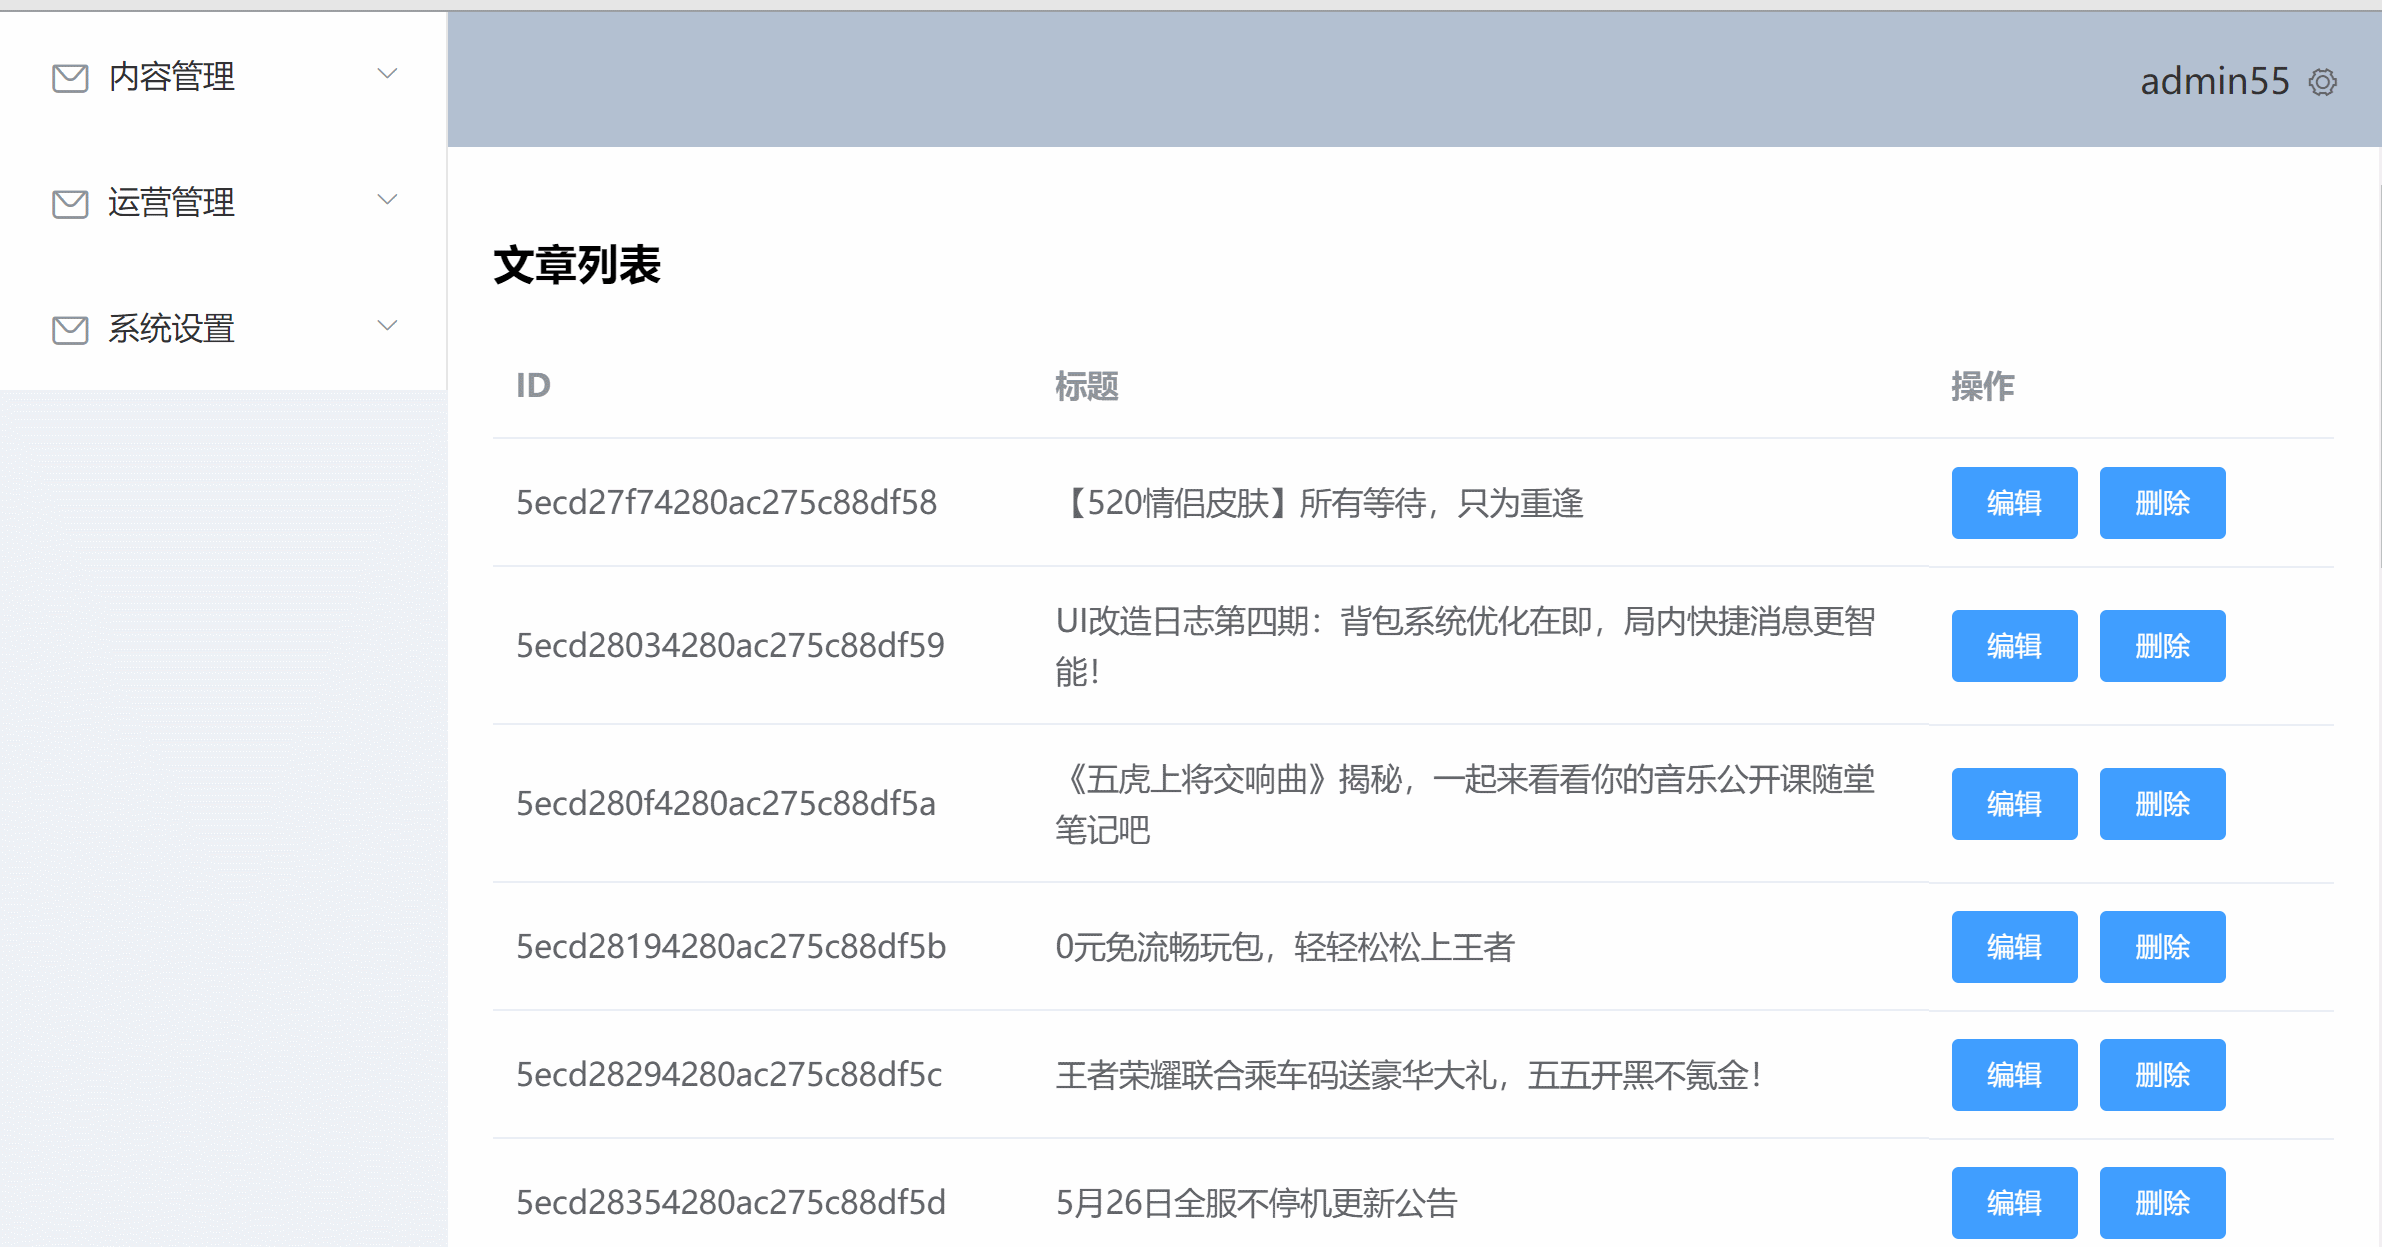 内容管理
运营管理
系统设置
admin55
文章列表
ID 标题 操作
5ecd27f74280ac275c88df58 【520情侣皮肤】所有等待，只为重逢 编辑 删除
5ecd28034280ac275c88df59 UI改造日志第四期：背包系统优化在即，局内快捷消息更智
能！ 编辑 删除
5ecd280f4280ac275c88df5a 《五虎上将交响曲》揭秘，一起来看看你的音乐公开课随堂
笔记吧 编辑 删除
5ecd28194280ac275c88df5b 0元免流畅玩包，轻轻松松上王者 编辑 删除
5ecd28294280ac275c88df5c 王者荣耀联合乘车码送豪华大礼，五五开黑不氪金！ 编辑 删除
5ecd28354280ac275c88df5d 5月26日全服不停机更新公告 编辑 删除